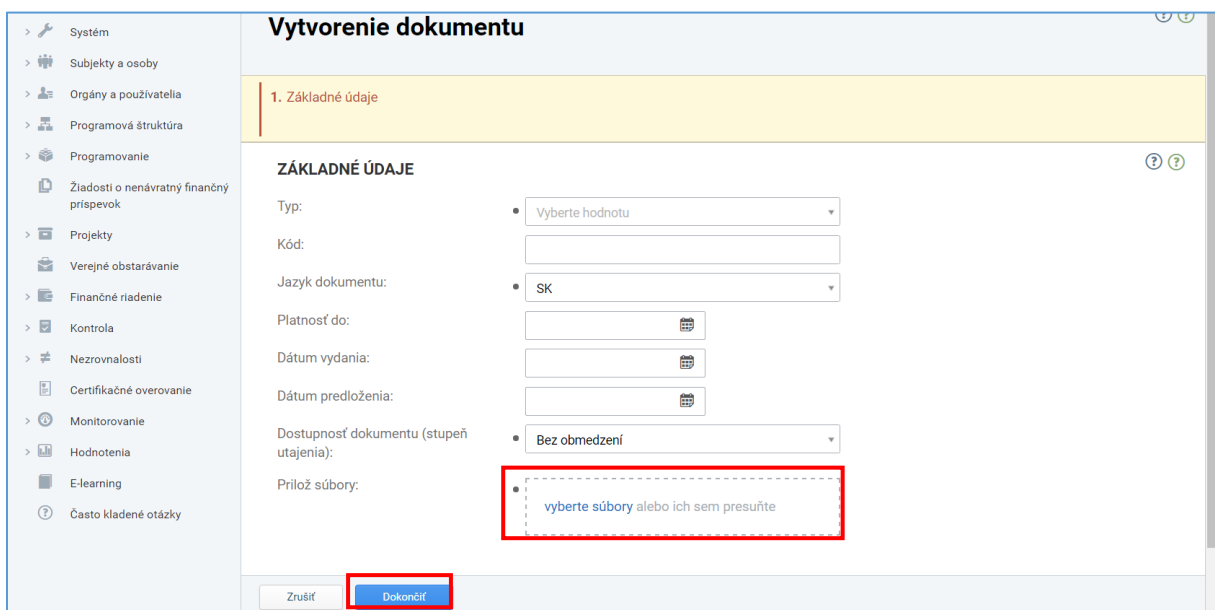 Systém
Subjekty a osoby
Orgány a používatelia
Programová štruktúra
Programovanie
Žiadosti o nenávratný finančný
príspevok
Projekty
Verejné obstarávanie
Finančné riadenie
Kontrola
Nezrovnalosti
Certifikačné overovanie
Monitorovanie
Hodnotenia
E-learning
Často kladené otázky
Vytvorenie dokumentu
1. Základné údaje
ZÁKLADNÉ ÚDAJE
Typ:
Vyberte hodnotu
Kód:
Jazyk dokumentu:
SK
Platnosť do:
Dátum vydania:
Dátum predloženia:
Dostupnosť dokumentu (stupeň
utajenia):
Bez obmedzení
Prilož súbory:
vyberte súbory alebo ich sem presuňte
Zrušiť
Dokončiť